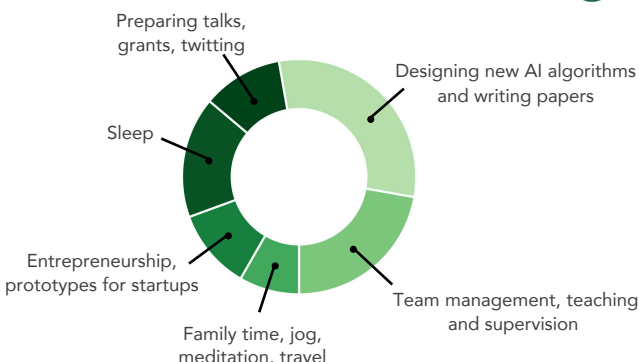 Preparing talks,
grants, twitting
Designing new AI algorithms
and writing papers
Sleep
Entrepreneurship,
prototypes for startups
Team management, teaching
and supervision
Family time, jog,
meditation, travel